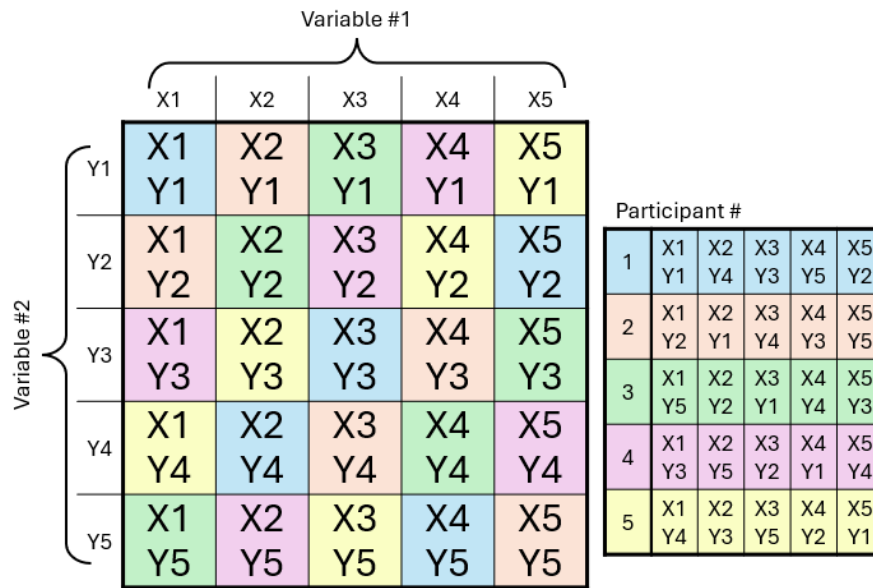 Variable #1
X1 X2 X3 X4 X5
Variable #2
Y1
X1 X2 X3 X4 X5
Y1 Y1 Y1 Y1 Y1
Y2
X1 X2 X3 X4 X5
Y2 Y2 Y2 Y2 Y2
Y3
X1 X2 X3 X4 X5
Y3 Y3 Y3 Y3 Y3
Y4
X1 X2 X3 X4 X5
Y4 Y4 Y4 Y4 Y4
Y5
X1 X2 X3 X4 X5
Y5 Y5 Y5 Y5 Y5
Participant #
1
X1 X2 X3 X4 X5
Y1 Y4 Y3 Y5 Y2
2
X1 X2 X3 X4 X5
Y2 Y1 Y4 Y3 Y5
3
X1 X2 X3 X4 X5
Y5 Y2 Y1 Y4 Y3
4
X1 X2 X3 X4 X5
Y3 Y5 Y2 Y1 Y4
5
X1 X2 X3 X4 X5
Y4 Y3 Y5 Y2 Y1